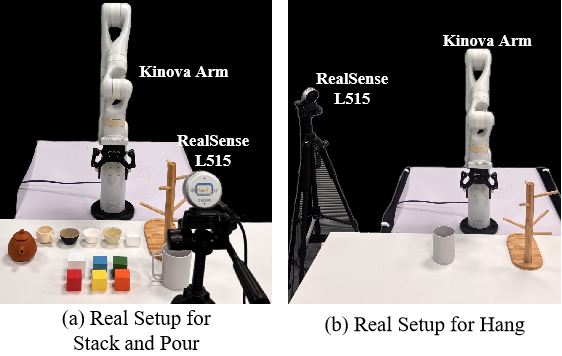 Kinova Arm
RealSense
L515
(a) Real Setup for
Stack and Pour
Kinova Arm
RealSense
L515
(b) Real Setup for Hang